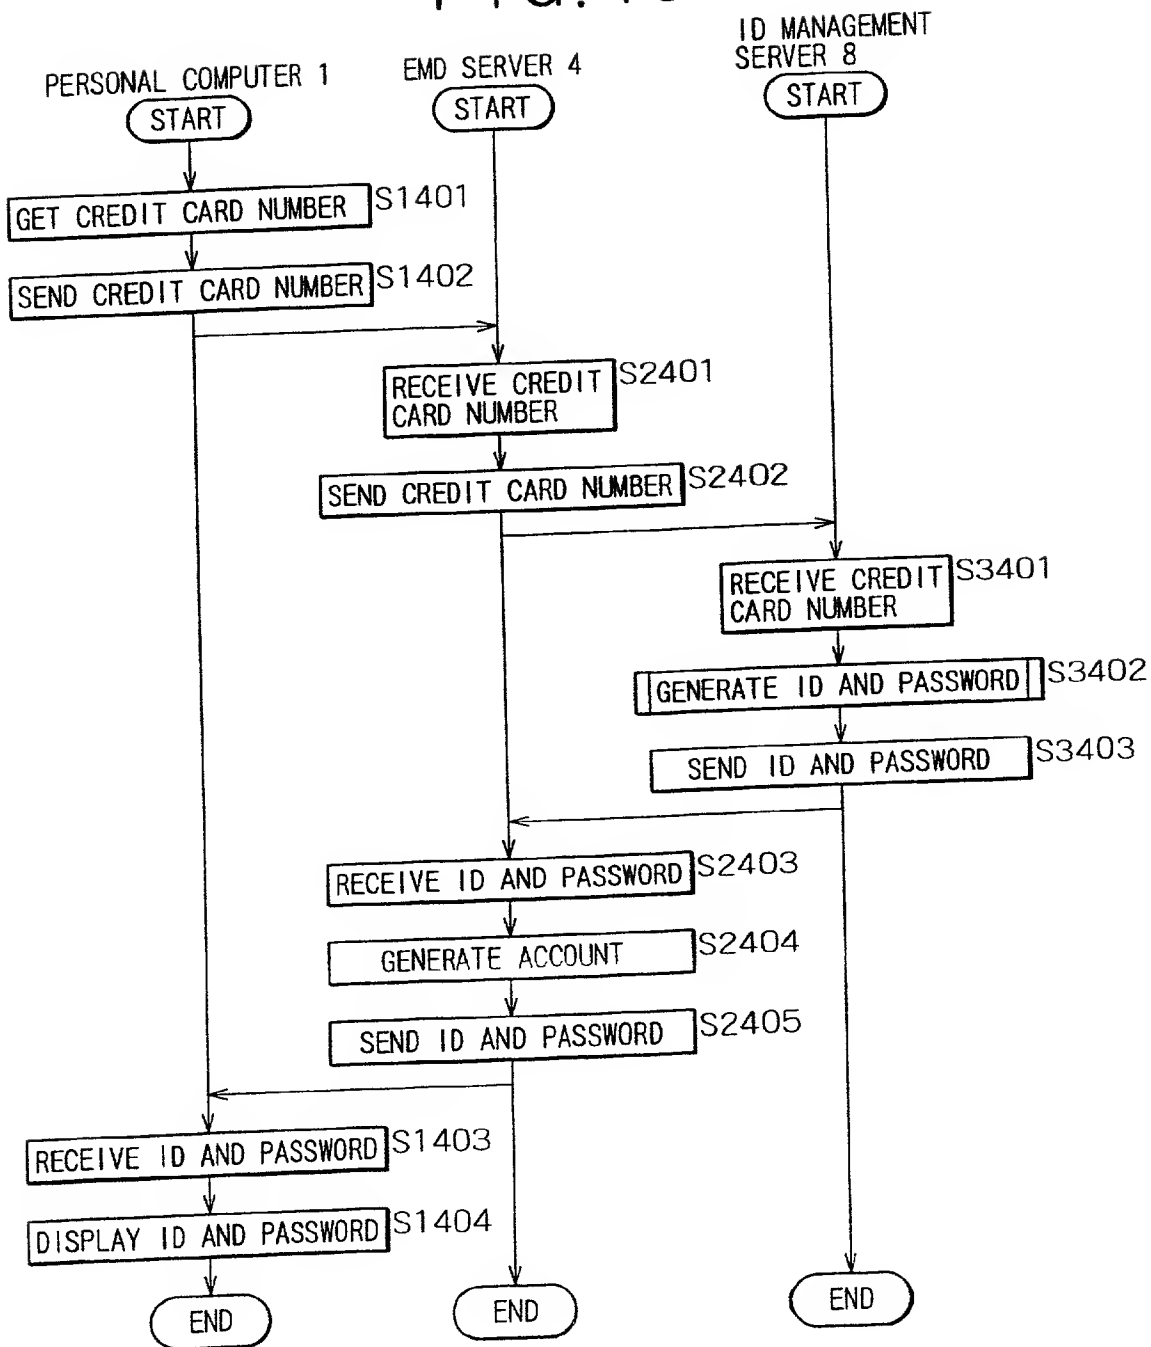 PERSONAL COMPUTER 1
EMD SERVER 4
ID MANAGEMENT
SERVER 8
START
START
START
GET CREDIT CARD NUMBER S1401
SEND CREDIT CARD NUMBER S1402
RECEIVE CREDIT
CARD NUMBER
S2401
SEND CREDIT CARD NUMBER S2402
RECEIVE CREDIT
CARD NUMBER
S3401
GENERATE ID AND PASSWORD S3402
SEND ID AND PASSWORD S3403
RECEIVE ID AND PASSWORD S2403
GENERATE ACCOUNT S2404
SEND ID AND PASSWORD S2405
RECEIVE ID AND PASSWORD S1403
DISPLAY ID AND PASSWORD S1404
END
END
END